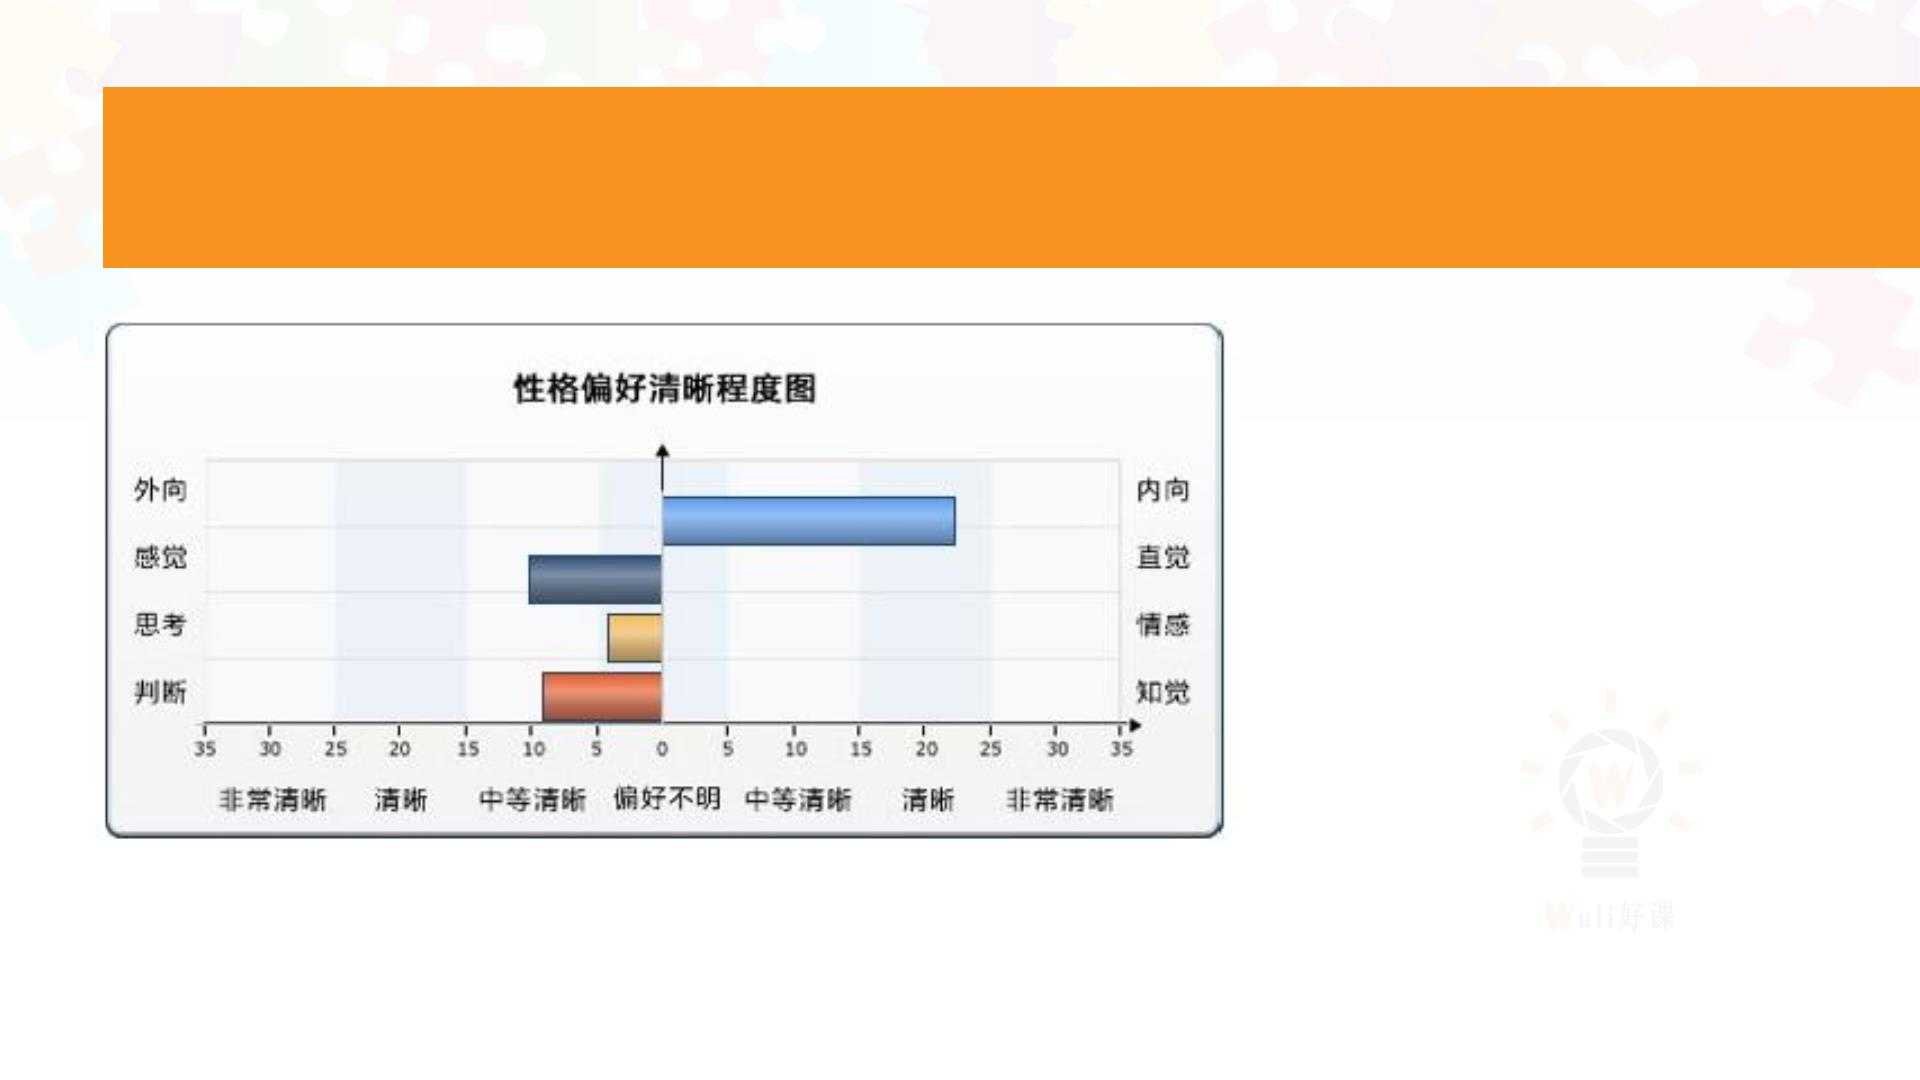 性格偏好清晰程度图
外向 内向
感觉 直觉
思考 情感
判断 知觉
35 30 25 20 15 10 5 0 5 10 15 20 25 30 35
非常清晰 清晰 中等清晰 偏好不明 中等清晰 清晰 非常清晰
W
Wuli好课